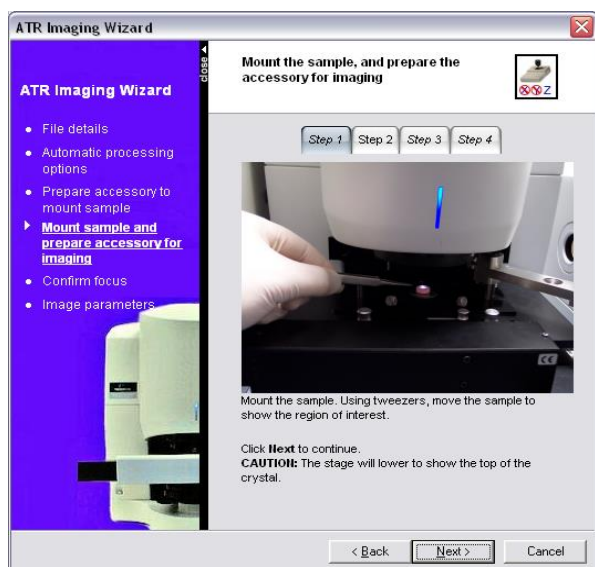 ATR Imaging Wizard
close
ATR Imaging Wizard
File details
Automatic processing
options
Prepare accessory to
mount sample
Mount sample and
prepare accessory for
imaging
Confirm focus
Image parameters
Mount the sample, and prepare the
accessory for imaging
Z
Step 1 Step 2 Step 3 Step 4
CE
Mount the sample. Using tweezers, move the sample to
show the region of interest.
Click Next to continue.
CAUTION: The stage will lower to show the top of the
crystal.
< Back Next > Cancel